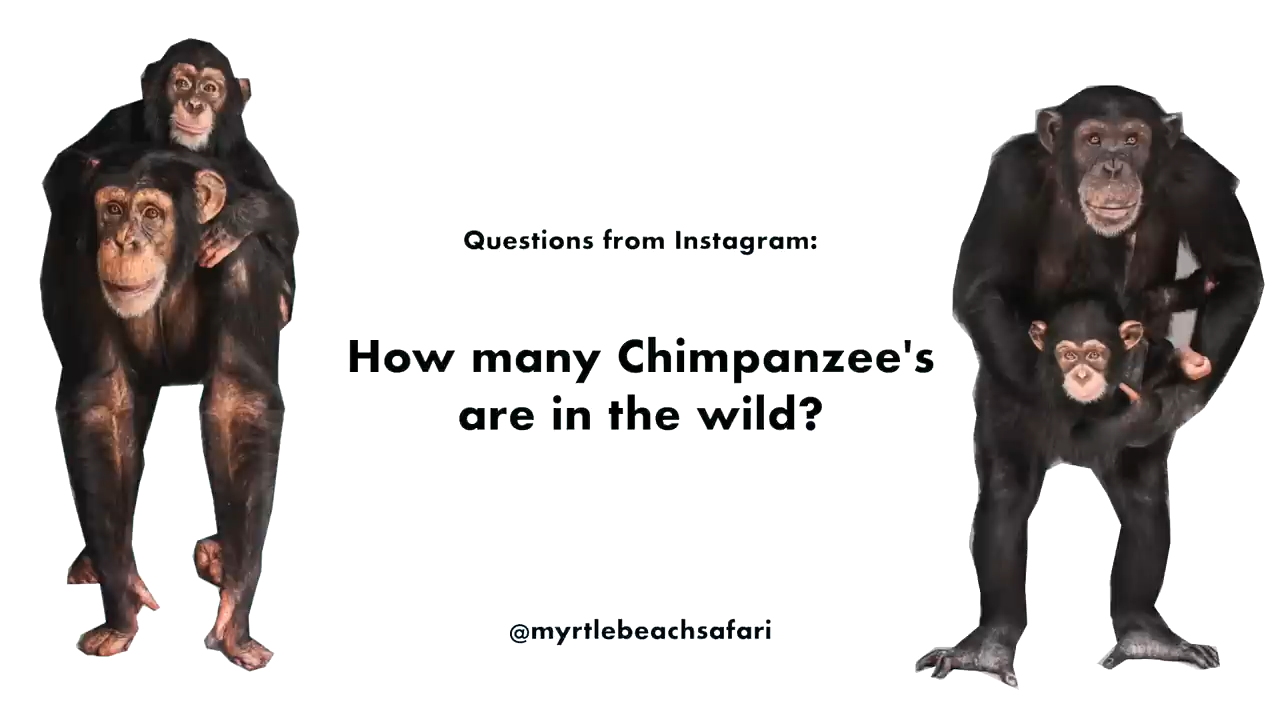 Questions from Instagram:
How many Chimpanzee's
are in the wild?
@myrtlebeachsafari